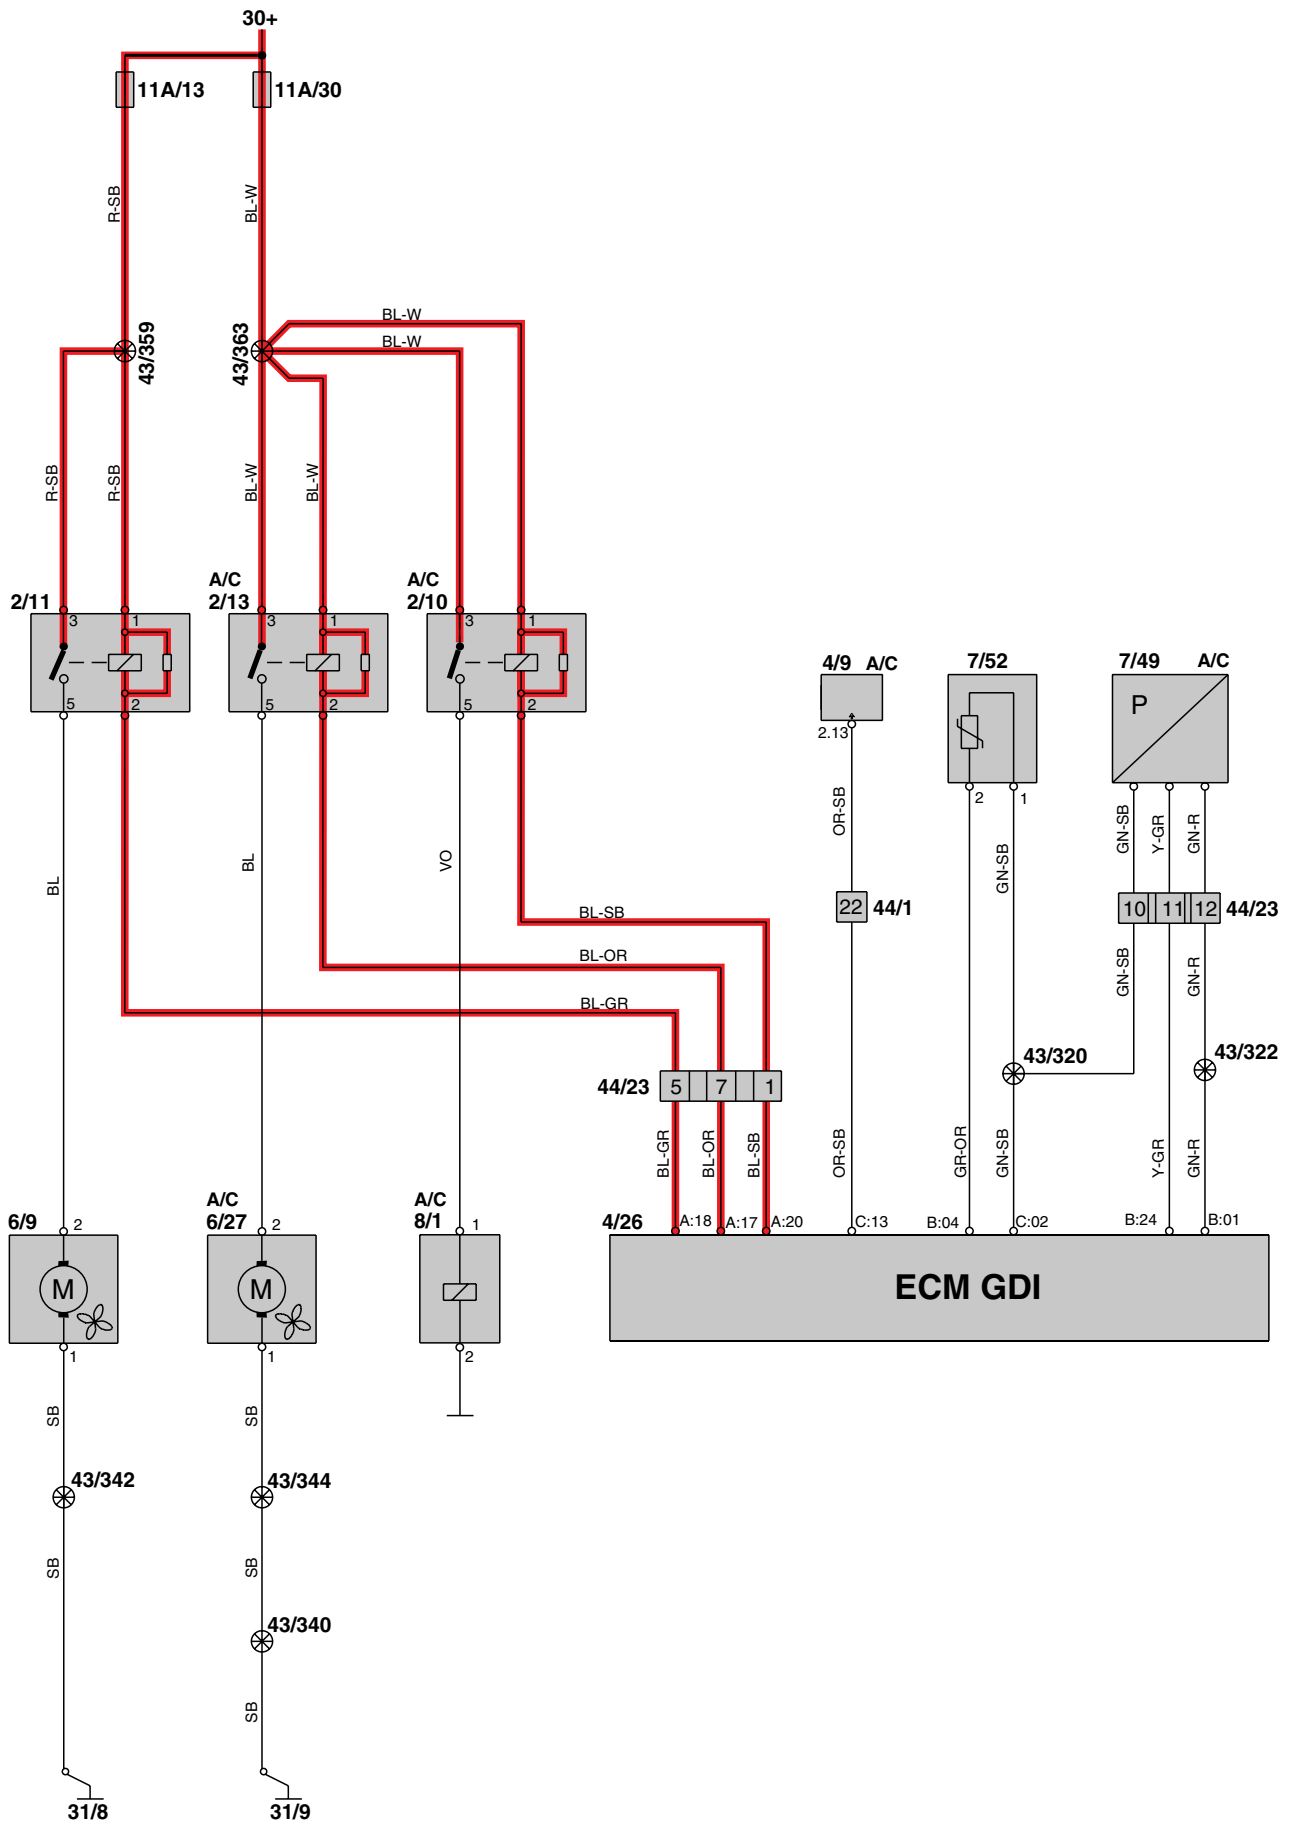 30+
11A/13
11A/30
R-SB
BL-W
BL-W
BL-W
43/359
43/363
R-SB
R-SB
BL-W
BL-W
A/C
A/C
2/11
2/13
2/10
3
1
3
1
3
1
5
2
5
2
5
2
4/9 A/C
7/52
7/49
A/C
P
2.13
2
1
OR-SB
GN-SB
GN-SB
Y-GR
GN-R
BL
BL
VO
22
44/1
10
11
12
44/23
BL-SB
BL-OR
BL-GR
GN-SB
GN-R
43/320
43/322
44/23
5
7
1
BL-GR
BL-OR
BL-SB
OR-SB
GR-OR
GN-SB
Y-GR
GN-R
A/C
A/C
6/9
2
6/27
2
8/1
1
4/26
A:18
A:17
A:20
C:13
B:04
C:02
B:24
B:01
M
M
ECM GDI
1
1
2
SB
SB
43/342
43/344
SB
SB
43/340
SB
31/8
31/9